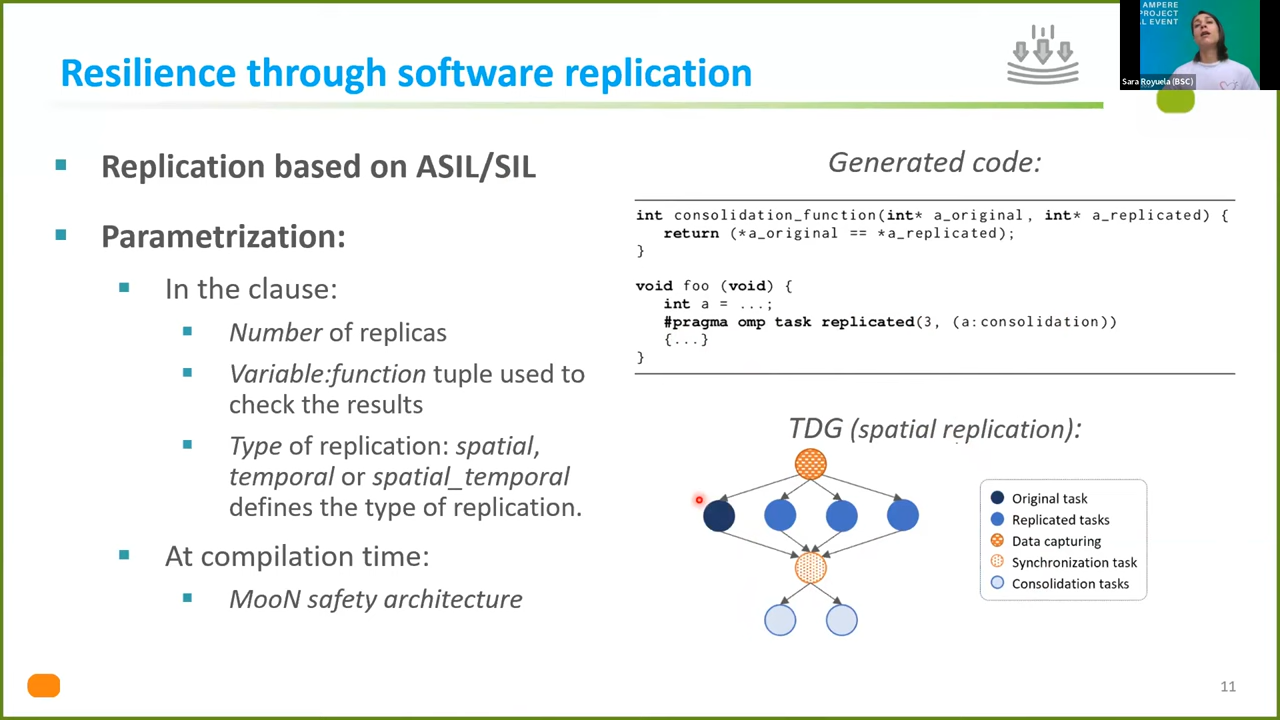 AMPERE
PROJECT
L EVENT
Sara Royuela (BSC)
Resilience through software replication
Replication based on ASIL/SIL
Parametrization:
In the clause:
Number of replicas
Variable:function tuple used to
check the results
Type of replication: spatial,
temporal or spatial_temporal
defines the type of replication.
At compilation time:
MooN safety architecture
Generated code:
int consolidation_function(int* a_original, int* a_replicated) {
return (*a_original == *a_replicated);
}
void foo (void) {
int a = ...;
#pragma omp task replicated(3, (a:consolidation))
{...}
}
TDG (spatial replication):
Original task
Replicated tasks
Data capturing
Synchronization task
Consolidation tasks
11